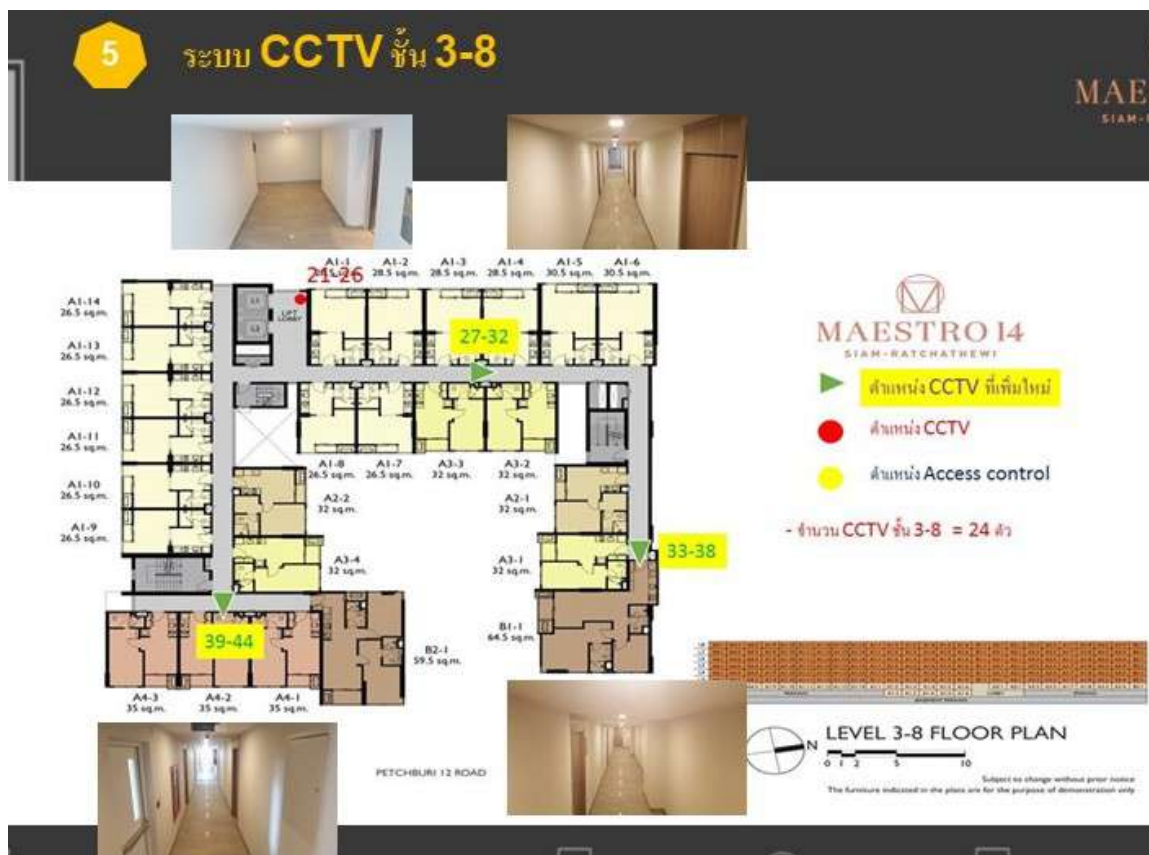 5
ระบบ CCTV ชั้น 3-8
MAE
SIAM-
A1-1
A1-2
28.5 sq.m.
A1-3
28.5 sq.m.
A1-4
28.5 sq.m.
A1-5
30.5 sq.m.
A1-6
30.5 sq.m.
21-26
A1-14
26.5 sq.m.
L1
L2
LIFT
LOBBY
A1-13
26.5 sq.m.
27-32
A1-12
26.5 sq.m.
A1-11
26.5 sq.m.
A1-10
26.5 sq.m.
A1-9
26.5 sq.m.
A1-8
26.5 sq.m.
A1-7
26.5 sq.m.
A3-3
32 sq.m.
A3-2
32 sq.m.
A2-2
32 sq.m.
A2-1
32 sq.m.
A3-4
32 sq.m.
A3-1
32 sq.m.
33-38
39-44
B2-1
59.5 sq.m.
B1-1
64.5 sq.m.
A4-3
35 sq.m.
A4-2
35 sq.m.
A4-1
35 sq.m.
PETCHBURI 12 ROAD
MAESTRO 14
SIAM-RATCHATHEWI
ตำแหน่ง CCTV ที่เพิ่มใหม่
ตำแหน่ง CCTV
ตำแหน่ง Access control
- จำนวน CCTV ชั้น 3-8 = 24 ตัว
N
LEVEL 3-8 FLOOR PLAN
0 1 2 5 10
Subject to change without prior notice
The furniture indicated in the plans are for the purpose of demonstration only